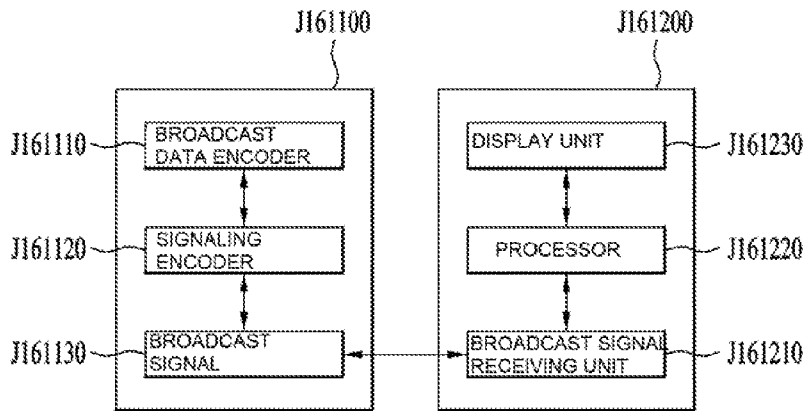 J161100
J161200
J161110
BROADCAST
DATA ENCODER
DISPLAY UNIT
J161230
J161120
SIGNALING
ENCODER
PROCESSOR
J161220
J161130
BROADCAST
SIGNAL
BROADCAST SIGNAL
RECEIVING UNIT
J161210